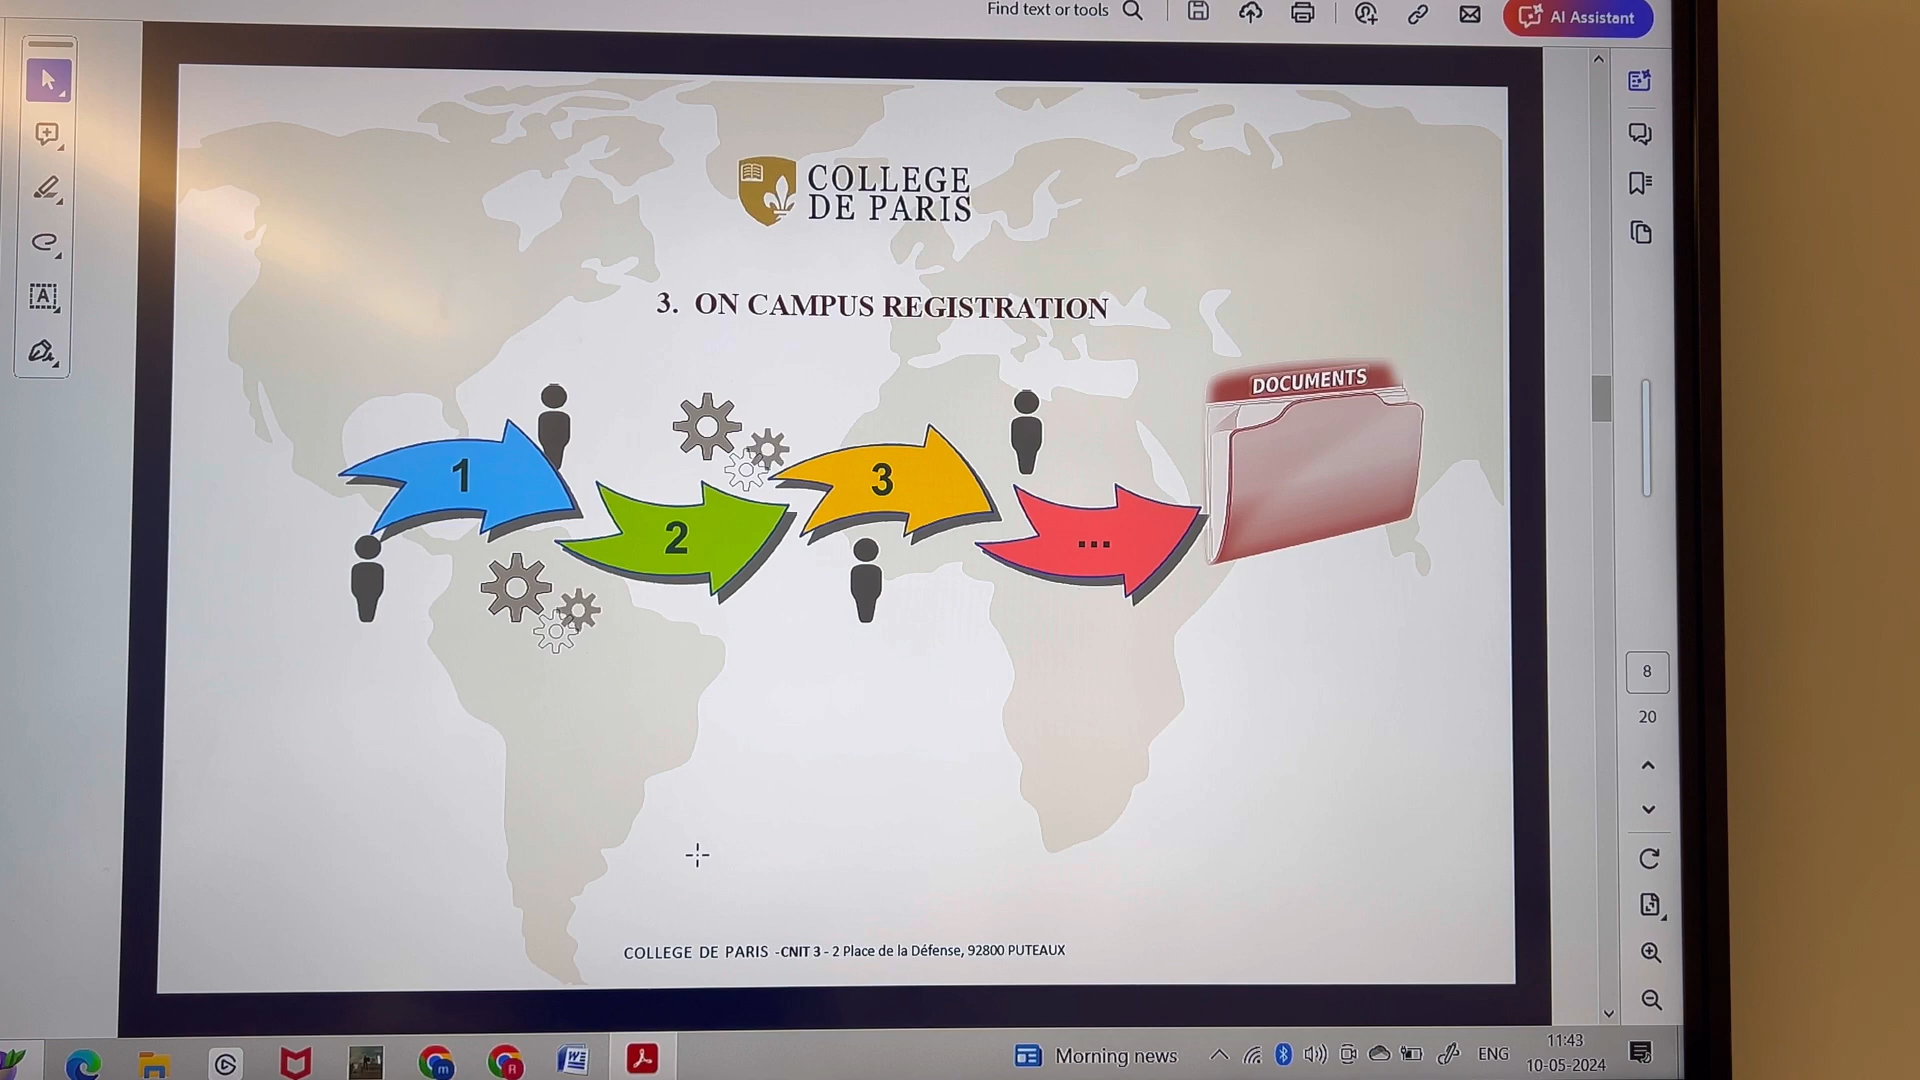 Find text or tools
AI Assistant
COLLEGE
DE PARIS
3. ON CAMPUS REGISTRATION
DOCUMENTS
1
2
3
...
8
20
COLLEGE DE PARIS -CNIT 3 - 2 Place de la Défense, 92800 PUTEAUX
Morning news
ENG
11:43
10-05-2024